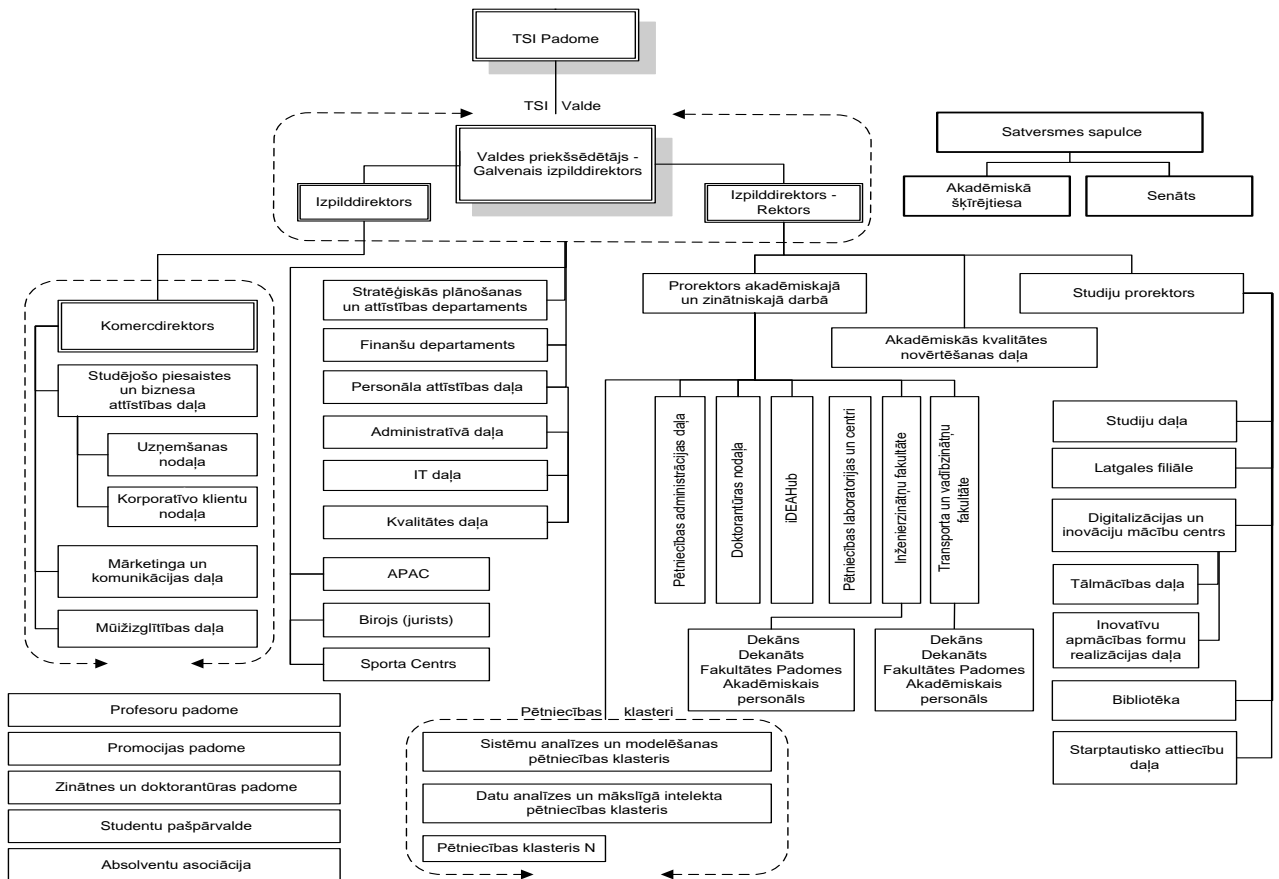 TSI Padome
TSI Valde
Valdes priekšsēdētājs -
Galvenais izpilddirektors
Izpilddirektors
Izpilddirektors -
Rektors
Satversmes sapulce
Akadēmiskā
šķīrējtiesa
Senāts
Komercdirektors
Studējošo piesaistes
un biznesa
attīstības daļa
Uzņemšanas
nodaļa
Korporatīvo klientu
nodaļa
Mārketinga un
komunikācijas daļa
Mūižizglītības daļa
Stratēģiskās plānošanas
un attīstības departaments
Finanšu departaments
Personāla attīstības daļa
Administratīvā daļa
IT daļa
Kvalitātes daļa
APAC
Birojs (jurists)
Sporta Centrs
Prorektors akadēmiskajā
un zinātniskajā darbā
Akadēmiskās kvalitātes
novērtēšanas daļa
Studiju prorektors
Pētniecības administrācijas daļa
Doktorantūras nodaļa
iDEAHub
Pētniecības laboratorijas un centri
Inženierzinātņu fakultāte
Transporta un vadībzinātņu
fakultāte
Dekāns
Dekanāts
Fakultātes Padomes
Akadēmiskais
personāls
Dekāns
Dekanāts
Fakultātes Padomes
Akadēmiskais
personāls
Studiju daļa
Latgales filiāle
Digitalizācijas un
inovāciju mācību centrs
Tālmācības daļa
Inovatīvu
apmācības formu
realizācijas daļa
Bibliotēka
Starptautisko attiecību
daļa
Pētniecības klasteri
Sistēmu analīzes un modelēšanas
pētniecības klasteris
Datu analīzes un mākslīgā intelekta
pētniecības klasteris
Pētniecības klasteris N
Profesoru padome
Promocijas padome
Zinātnes un doktorantūras padome
Studentu pašpārvalde
Absolventu asociācija